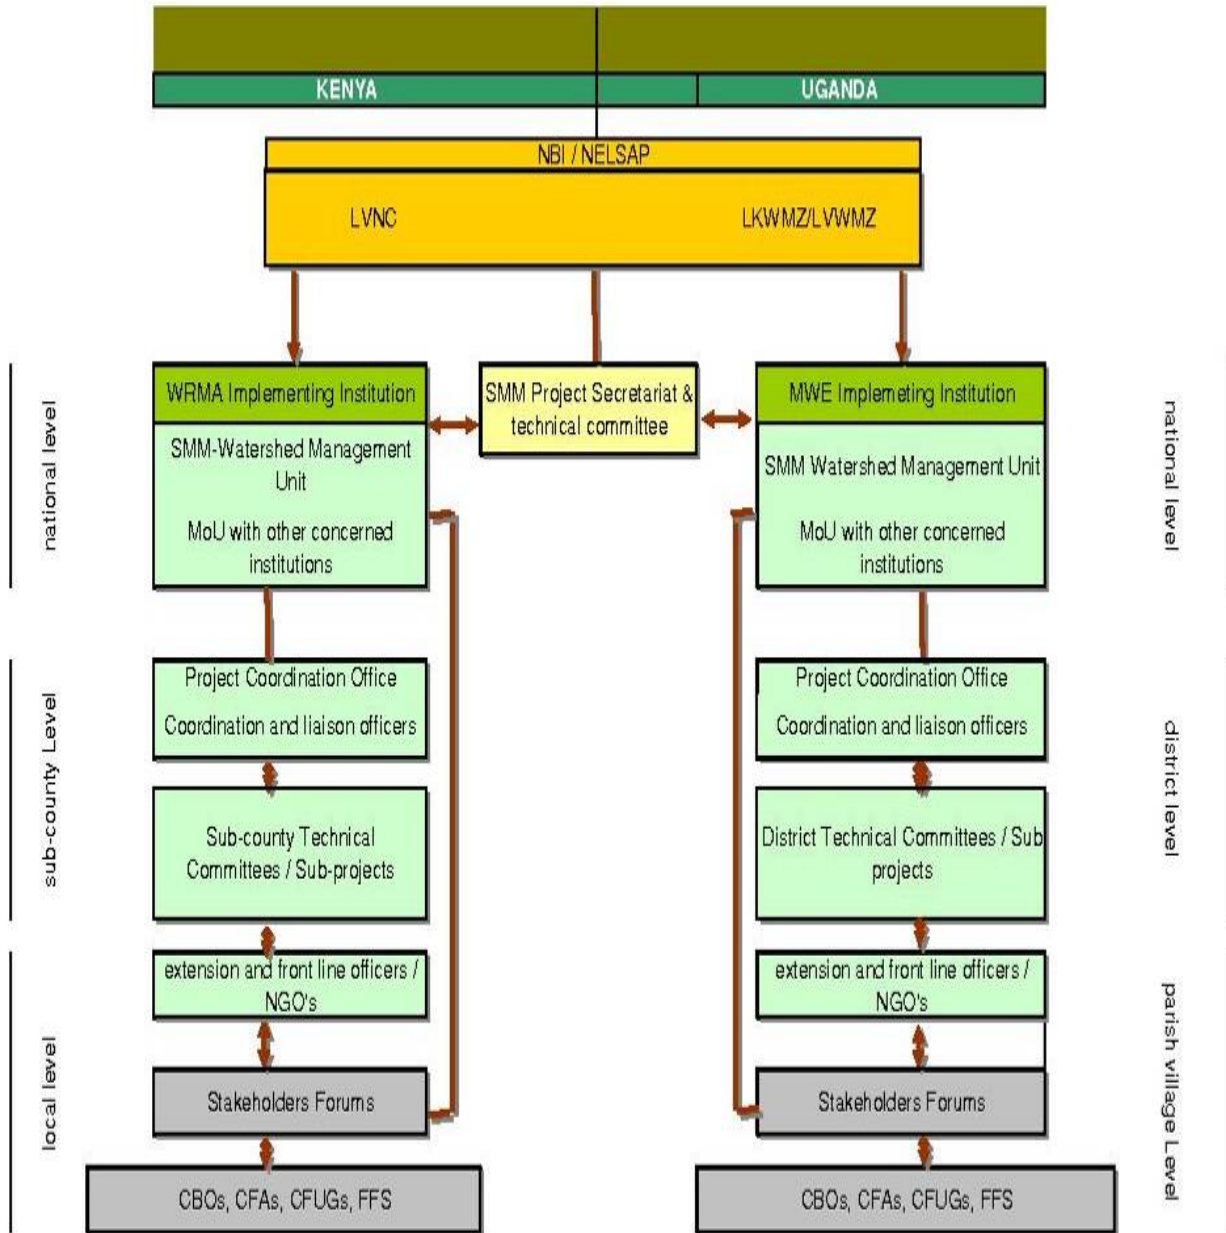 KENYA
UGANDA
NBI / NELSAP
LVNC
LKWMZ/LVWMZ
national level
WRMA Implementing Institution
SMM-Watershed Management
Unit
MoU with other concerned
institutions
SMM Project Secretariat &
technical committee
MWE Implemeting Institution
SMM Watershed Management Unit
MoU with other concerned
institutions
national level
sub-county Level
Project Coordination Office
Coordination and liaison officers
Project Coordination Office
Coordination and liaison officers
district level
Sub-county Technical
Committees / Sub-projects
District Technical Committees / Sub
projects
local level
extension and front line officers /
NGO's
extension and front line officers /
NGO's
parish village Level
Stakeholders Forums
Stakeholders Forums
CBOs, CFAs, CFUGs, FFS
CBOs, CFAs, CFUGs, FFS